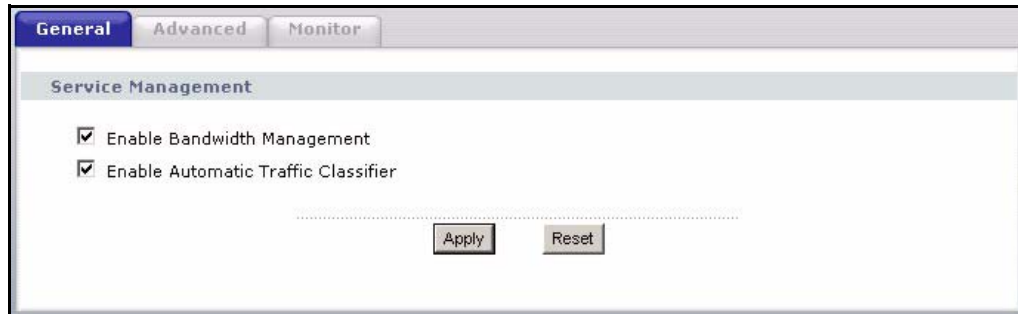 General Advanced Monitor
Service Management
Enable Bandwidth Management
Enable Automatic Traffic Classifier
Apply Reset